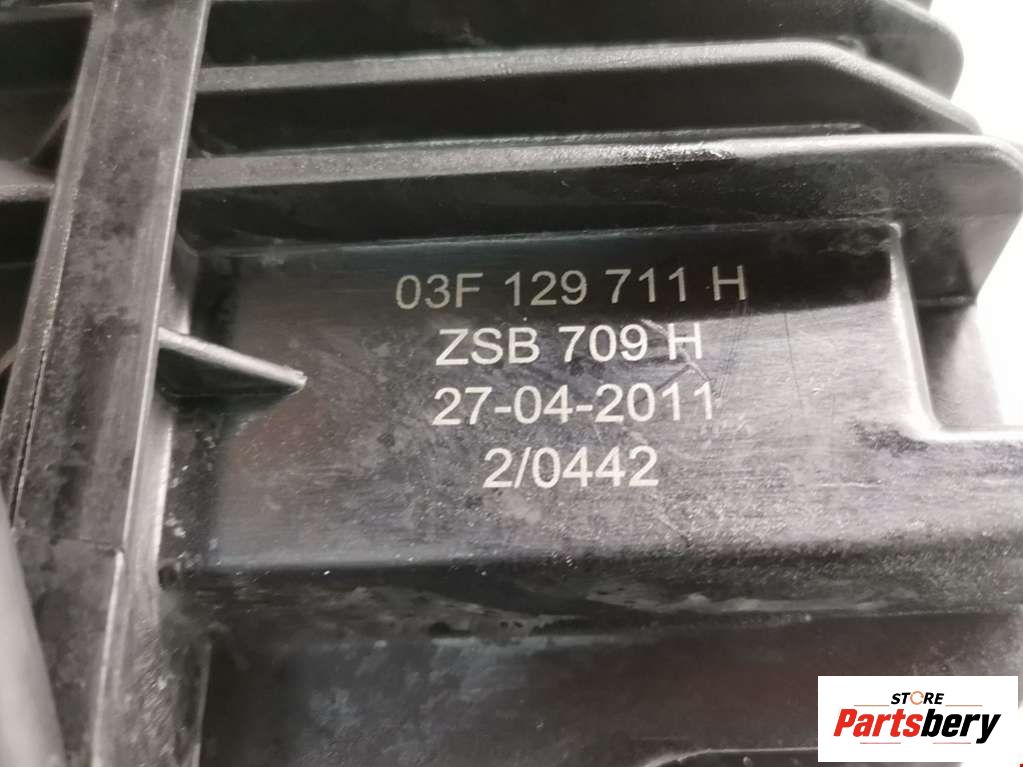 03F 129 711 H
ZSB 709 H
27-04-2011
2/0442
STORE
Partsbery